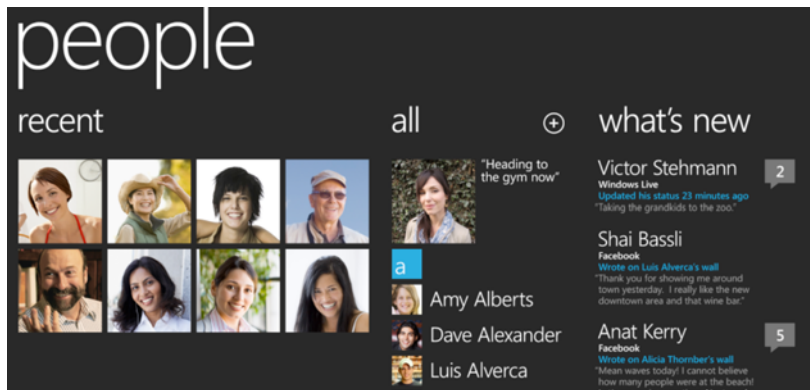 people
recent
all
what's new
"Heading to
the gym now"
a
Amy Alberts
Dave Alexander
Luis Alverca
Victor Stehmann
2
Windows Live
Updated his status 23 minutes ago
"Taking the grandkids to the zoo."
Shai Bassli
Facebook
Wrote on Luis Alverca's wall
"Thank you for showing me around
town yesterday. I really like the new
downtown area and that wine bar."
Anat Kerry
5
Facebook
Wrote on Alicia Thornber's wall
"Mean waves today! I cannot believe
how many people were at the beach!